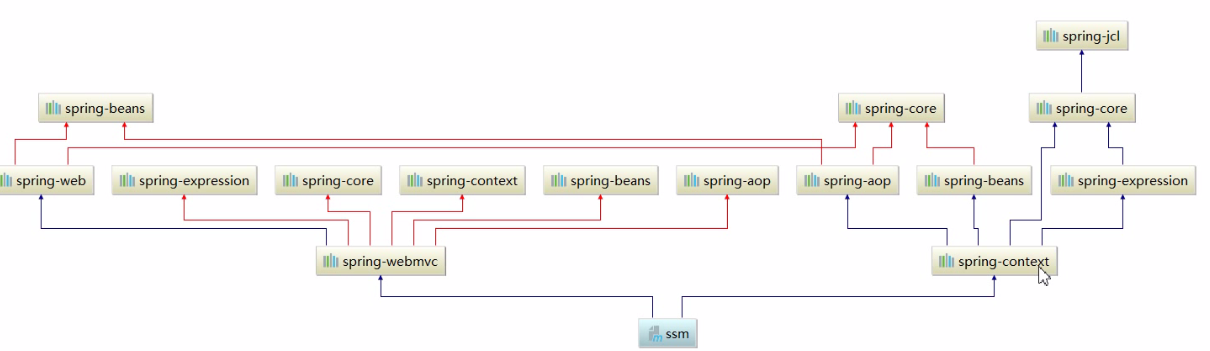 spring-jcl
spring-beans
spring-core
spring-core
spring-web
spring-expression
spring-core
spring-context
spring-beans
spring-aop
spring-aop
spring-beans
spring-expression
spring-webmvc
spring-context
ssm